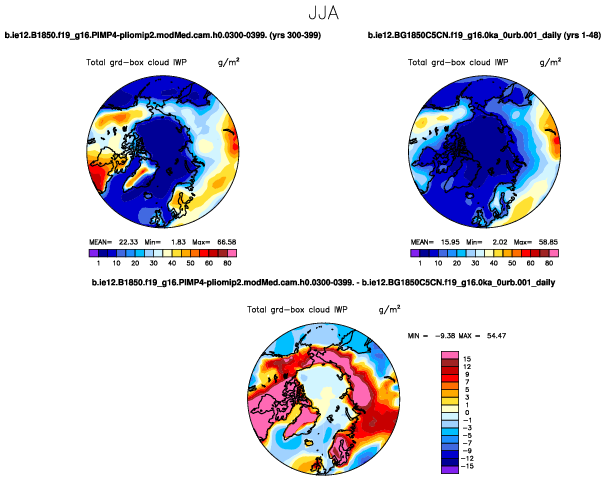 JJA
b.ie12.B1850.f19_g16.PIMP4-pliomip2.modMed.cam.h0.0300-0399. (yrs 300-399)
b.ie12.BG1850C5CN.f19_g16.0ka_0urb.001_daily (yrs 1-48)
Total grd-box cloud IWP g/m²
Total grd-box cloud IWP g/m²
MEAN= 22.33 Min= 1.83 Max= 66.58
MEAN= 15.95 Min= 2.02 Max= 58.85
1 10 20 30 40 50 60 70 80
1 10 20 30 40 50 60 70 80
b.ie12.B1850.f19_g16.PIMP4-pliomip2.modMed.cam.h0.0300-0399. - b.ie12.BG1850C5CN.f19_g16.0ka_0urb.001_daily
Total grd-box cloud IWP g/m²
MIN = -9.38 MAX = 54.47
15
12
9
7
5
3
1
0
-1
-3
-5
-7
-9
-12
-15